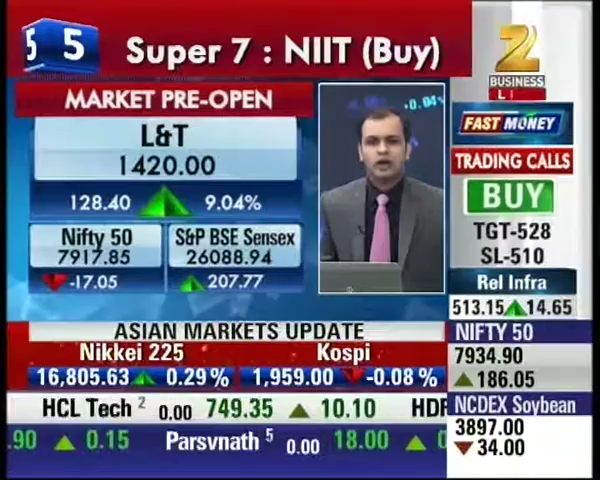 5 5
Super 7 : NIIT (Buy)
Z
BUSINESS
L I
MARKET PRE-OPEN
L&T
1420.00
128.40 9.04%
Nifty 50
7917.85
-17.05
S&P BSE Sensex
26088.94
207.77
-0.04%
FAST MONEY
TRADING CALLS
BUY
TGT-528
SL-510
Rel Infra
513.15 14.65
ASIAN MARKETS UPDATE
Nikkei 225
16,805.63 0.29%
Kospi
1,959.00 -0.08%
NIFTY 50
7934.90
186.05
NCDEX Soybean
3897.00
34.00
HCL Tech 2 0.00 749.35 10.10 HDF
.90 0.15 Parsvnath 5 0.00 18.00 0